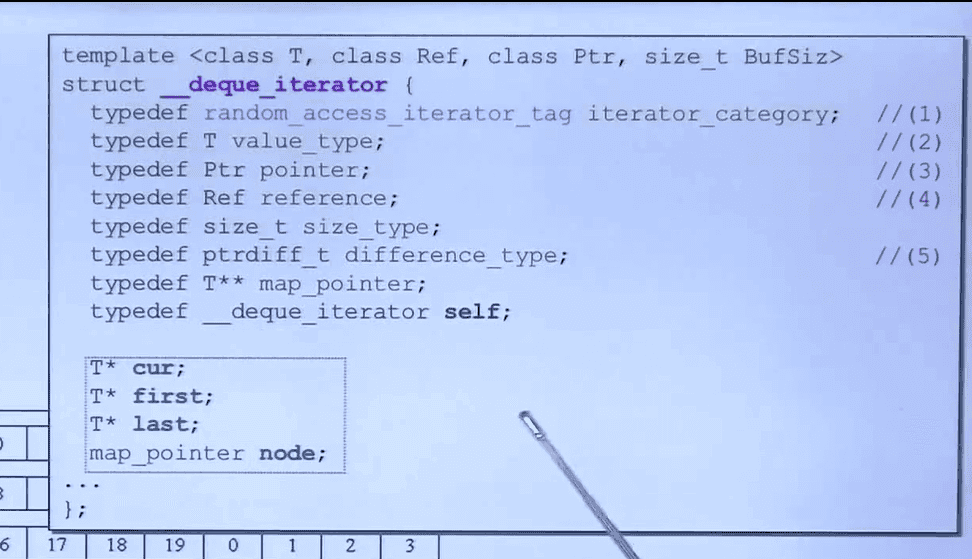 template <class T, class Ref, class Ptr, size_t BufSiz>
struct __deque_iterator {
typedef random_access_iterator_tag iterator_category; //(1)
typedef T value_type; //(2)
typedef Ptr pointer; //(3)
typedef Ref reference; //(4)
typedef size_t size_type;
typedef ptrdiff_t difference_type; //(5)
typedef T** map_pointer;
typedef __deque_iterator self;
T* cur;
T* first;
T* last;
map_pointer node;
...
};
6 17 18 19 0 1 2 3